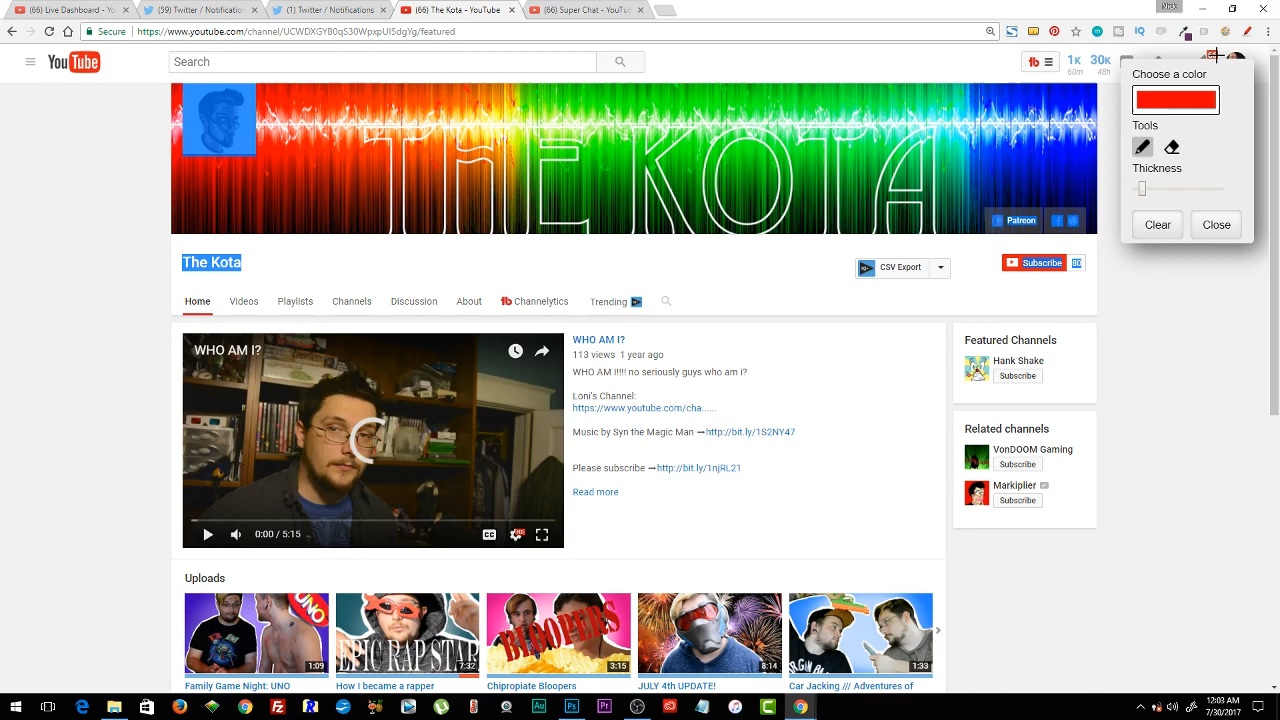 (66) Live Dashboard - Yo
(59) Twitter / Notifications
(1) Twitter / Notifications
(66) The Kota - YouTube
(66) Super Chat - YouTu
Alex
Secure
https://www.youtube.com/channel/UCWDXGYB0qS30WpxpUI5dgYg/featured
YouTube
Search
1K
60m
30K
48h
Choose a color
Tools
Thickness
Clear
Close
THE KOTA
Patreon
The Kota
CSV Export
Subscribe
80
Home
Videos
Playlists
Channels
Discussion
About
Channelytics
Trending
WHO AM I?
0:00 / 5:15
CC
HD
WHO AM I?
113 views 1 year ago
WHO AM I!!!! no seriously guys who am i?
Loni's Channel:
https://www.youtube.com/cha......
Music by Syn the Magic Man ➞http://bit.ly/1S2NY47
Please subscribe ➞http://bit.ly/1njRL21
Read more
Featured Channels
Hank Shake
Subscribe
Related channels
VonDOOM Gaming
Subscribe
Markiplier
Subscribe
Uploads
UNO
1:09
EPIC RAP STAR
7:32
BLOOPERS
3:15
8:14
1:33
Family Game Night: UNO
How I became a rapper
Chipropiate Bloopers
JULY 4th UPDATE!
Car Jacking /// Adventures of
12:03 AM
7/30/2017